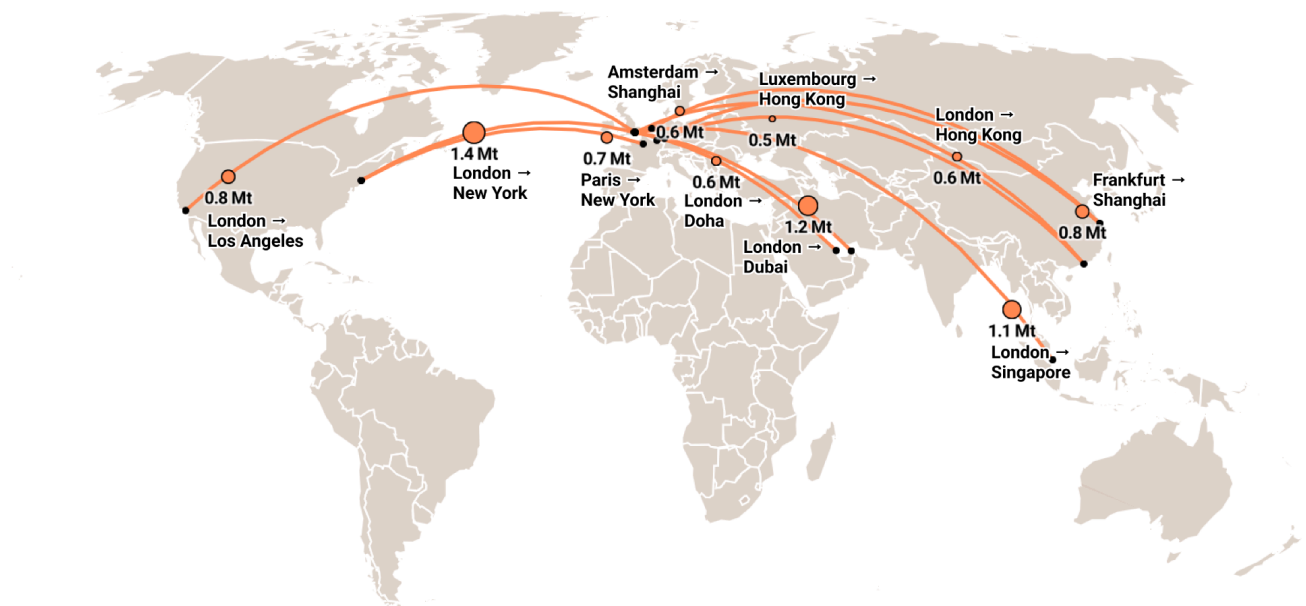 Amsterdam →
Shanghai
0.6 Mt
Luxembourg →
Hong Kong
0.5 Mt
London →
Hong Kong
0.6 Mt
Frankfurt →
Shanghai
0.8 Mt
1.4 Mt
London →
New York
0.7 Mt
Paris →
New York
0.6 Mt
London →
Doha
0.8 Mt
London →
Los Angeles
1.2 Mt
London →
Dubai
1.1 Mt
London →
Singapore